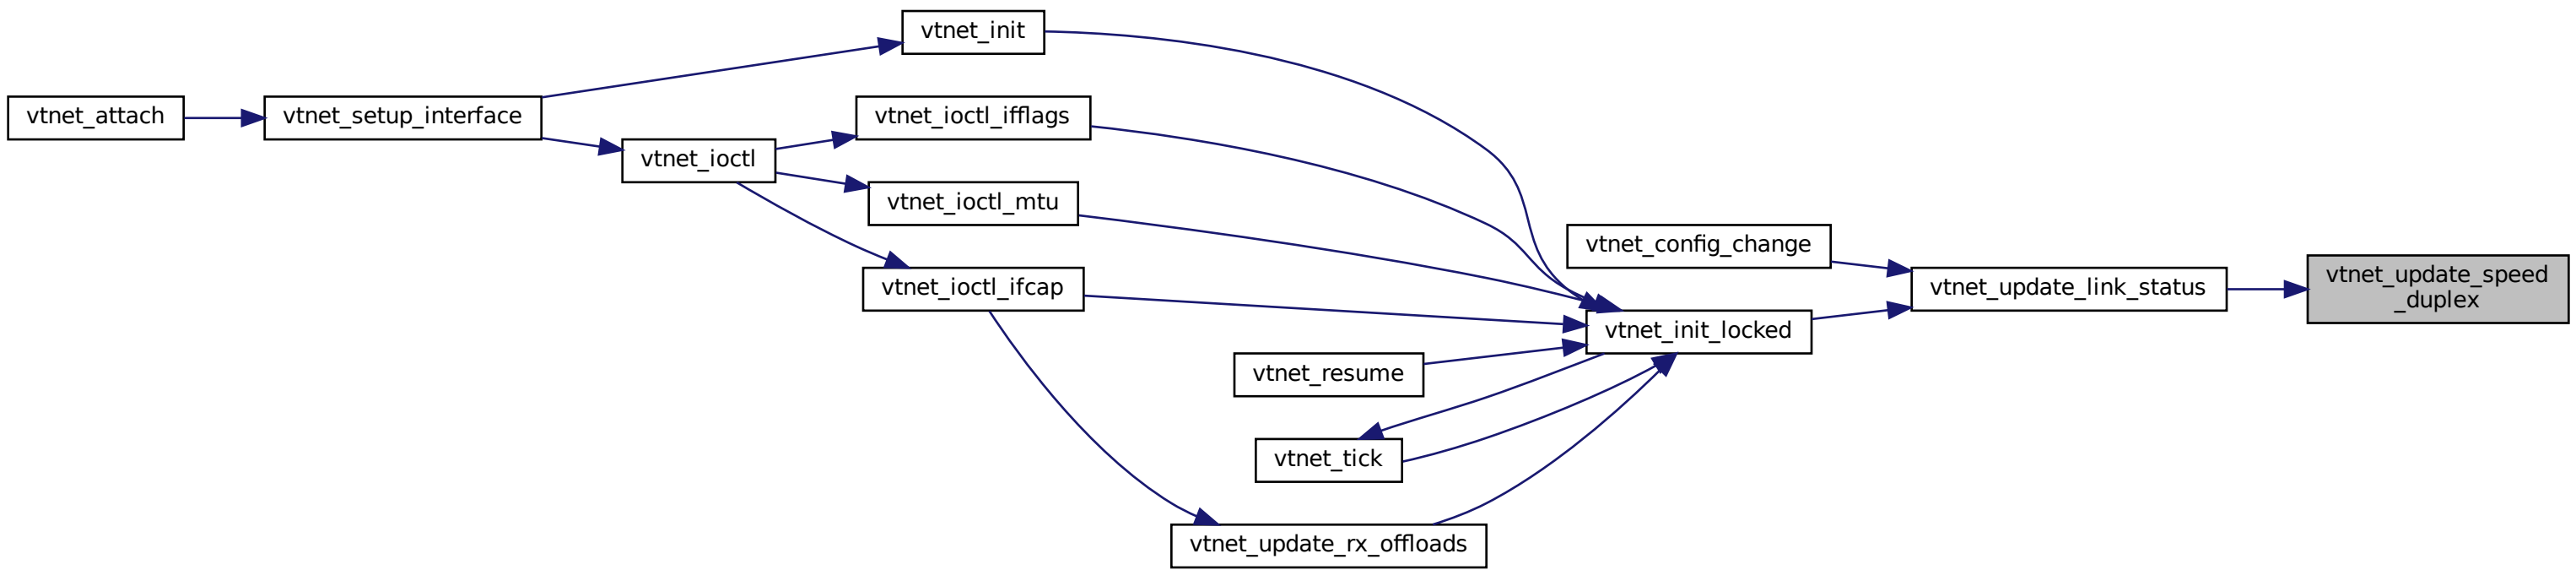 vtnet_init
vtnet_attach
vtnet_setup_interface
vtnet_ioctl_ifflags
vtnet_ioctl
vtnet_ioctl_mtu
vtnet_config_change
vtnet_update_speed
_duplex
vtnet_ioctl_ifcap
vtnet_update_link_status
vtnet_init_locked
vtnet_resume
vtnet_tick
vtnet_update_rx_offloads